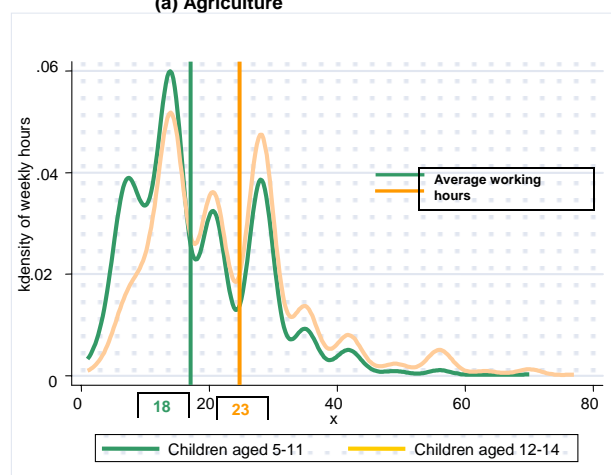 (a) Agriculture
.06
.04
.02
0
kdensity of weekly hours
Average working
hours
0 20 40 60 80
18 23
x
Children aged 5-11 Children aged 12-14